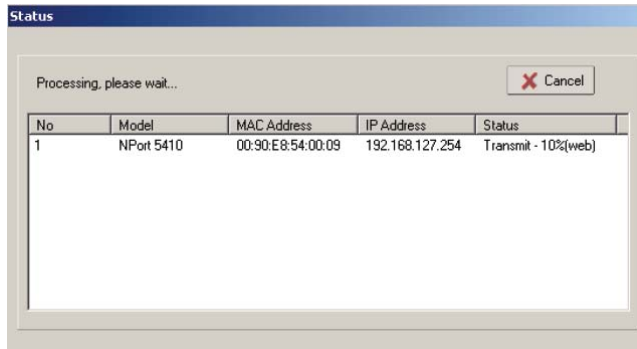 Status
Processing, please wait...
Cancel
No Model MAC Address IP Address Status
1 NPort 5410 00:90:E8:54:00:09 192.168.127.254 Transmit - 10%(web)